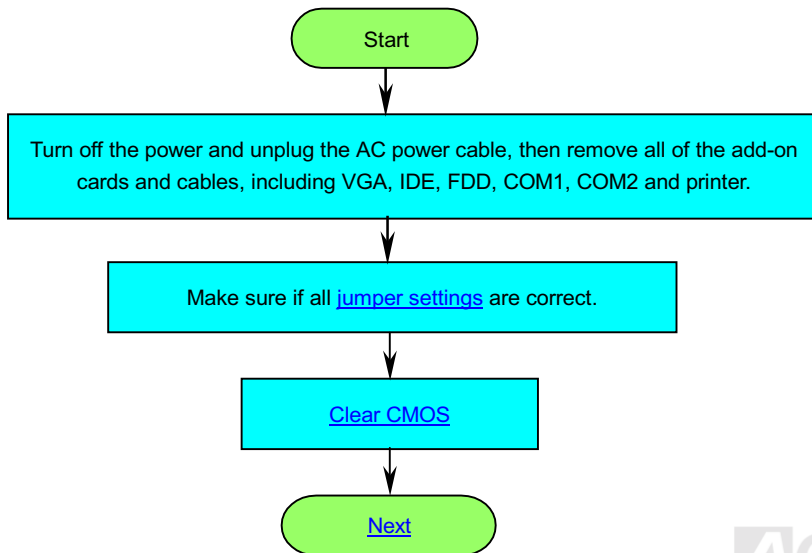 Start
Turn off the power and unplug the AC power cable, then remove all of the add-on
cards and cables, including VGA, IDE, FDD, COM1, COM2 and printer.
Make sure if all jumper settings are correct.
Clear CMOS
Next